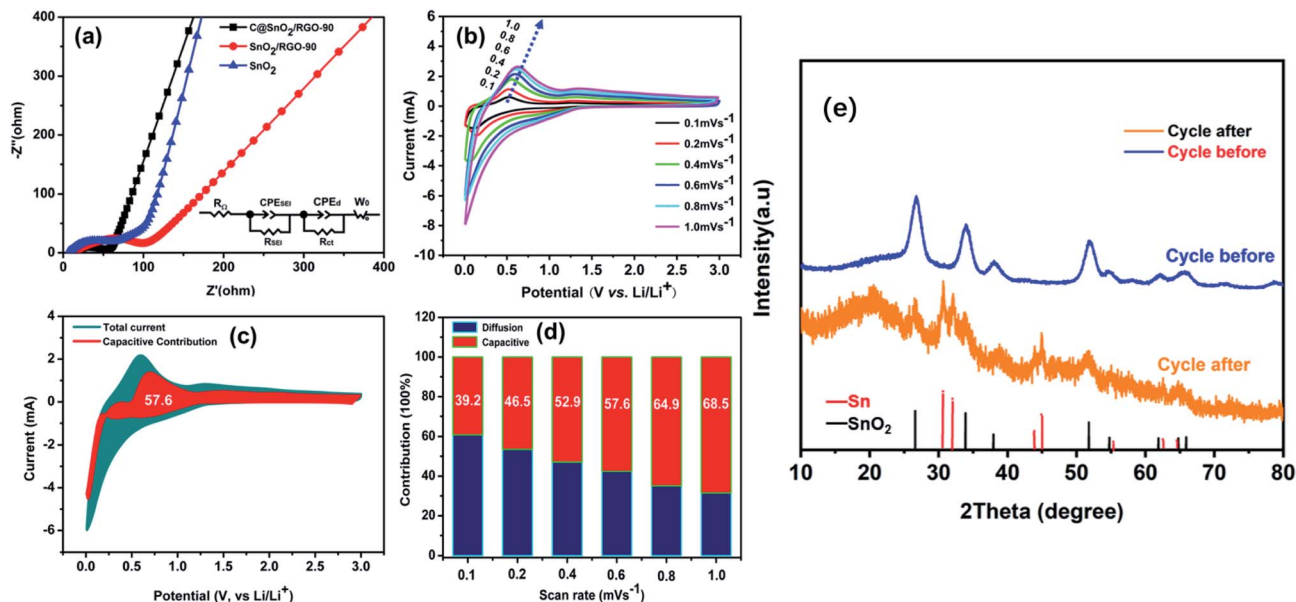 (a)
C@SnO₂/RGO-90
SnO₂/RGO-90
SnO₂
-Z"(ohm)
400
300
200
100
0
R_Ω
CPE_SEI
CPE_d
W₀
R_SEI
R_ct
0
100
200
300
400
Z'(ohm)
(b)
1.0
0.8
0.6
0.4
0.2
0.1
Current (mA)
6
4
2
0
-2
-4
-6
-8
-10
0.1mVs⁻¹
0.2mVs⁻¹
0.4mVs⁻¹
0.6mVs⁻¹
0.8mVs⁻¹
1.0mVs⁻¹
0.0
0.5
1.0
1.5
2.0
2.5
3.0
Potential (V vs. Li/Li⁺)
(c)
Total current
Capacitive Contribution
57.6
Current (mA)
4
2
0
-2
-4
-6
0.0
0.5
1.0
1.5
2.0
2.5
3.0
Potential (V, vs Li/Li⁺)
(d)
Diffusion
Capacitive
Contribution (100%)
120
100
80
60
40
20
0
39.2
46.5
52.9
57.6
64.9
68.5
0.1
0.2
0.4
0.6
0.8
1.0
Scan rate (mVs⁻¹)
(e)
Cycle after
Cycle before
Intensity(a.u)
Cycle before
Cycle after
Sn
SnO₂
10
20
30
40
50
60
70
80
2Theta (degree)